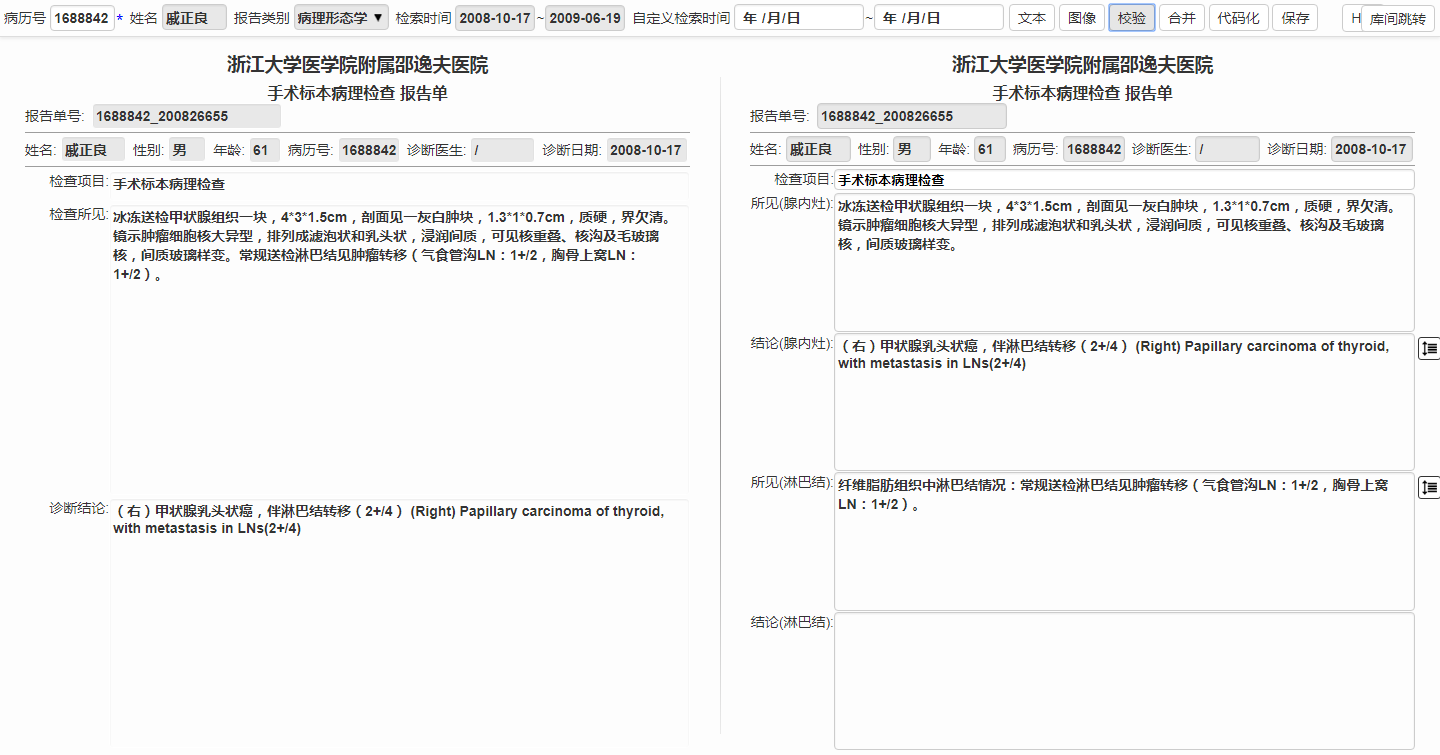 病历号 1688842 * 姓名 戚正良 报告类别 病理形态学 ▼ 检索时间 2008-10-17 ~ 2009-06-19 自定义检索时间 年 /月/日 ~ 年 /月/日 文本 图像 校验 合并 代码化 保存 H 库间跳转
浙江大学医学院附属邵逸夫医院
手术标本病理检查 报告单
报告单号: 1688842_200826655
姓名: 戚正良 性别: 男 年龄: 61 病历号: 1688842 诊断医生: / 诊断日期: 2008-10-17
检查项目: 手术标本病理检查
检查所见: 冰冻送检甲状腺组织一块，4*3*1.5cm，剖面见一灰白肿块，1.3*1*0.7cm，质硬，界欠清。
镜示肿瘤细胞核大异型，排列成滤泡状和乳头状，浸润间质，可见核重叠、核沟及毛玻璃
核，间质玻璃样变。常规送检淋巴结见肿瘤转移（气食管沟LN：1+/2，胸骨上窝LN：
1+/2）。
诊断结论: （右）甲状腺乳头状癌，伴淋巴结转移（2+/4） (Right) Papillary carcinoma of thyroid,
with metastasis in LNs(2+/4)
浙江大学医学院附属邵逸夫医院
手术标本病理检查 报告单
报告单号: 1688842_200826655
姓名: 戚正良 性别: 男 年龄: 61 病历号: 1688842 诊断医生: / 诊断日期: 2008-10-17
检查项目: 手术标本病理检查
所见(腺内灶): 冰冻送检甲状腺组织一块，4*3*1.5cm，剖面见一灰白肿块，1.3*1*0.7cm，质硬，界欠清。
镜示肿瘤细胞核大异型，排列成滤泡状和乳头状，浸润间质，可见核重叠、核沟及毛玻璃
核，间质玻璃样变。
结论(腺内灶): （右）甲状腺乳头状癌，伴淋巴结转移（2+/4） (Right) Papillary carcinoma of thyroid,
with metastasis in LNs(2+/4)
所见(淋巴结): 纤维脂肪组织中淋巴结情况：常规送检淋巴结见肿瘤转移（气食管沟LN：1+/2，胸骨上窝
LN：1+/2）。
结论(淋巴结):